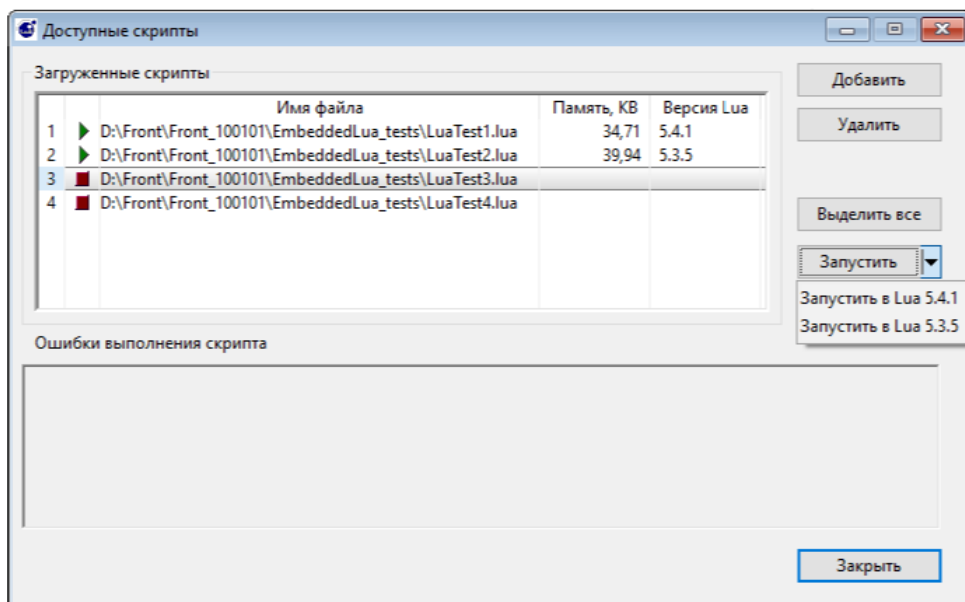 Доступные скрипты
Загруженные скрипты
Добавить
Удалить
Имя файла Память, КВ Версия Lua
1 D:\Front\Front_100101\EmbeddedLua_tests\LuaTest1.lua 34,71 5.4.1
2 D:\Front\Front_100101\EmbeddedLua_tests\LuaTest2.lua 39,94 5.3.5
3 D:\Front\Front_100101\EmbeddedLua_tests\LuaTest3.lua
4 D:\Front\Front_100101\EmbeddedLua_tests\LuaTest4.lua
Выделить все
Запустить
Запустить в Lua 5.4.1
Запустить в Lua 5.3.5
Ошибки выполнения скрипта
Закрыть